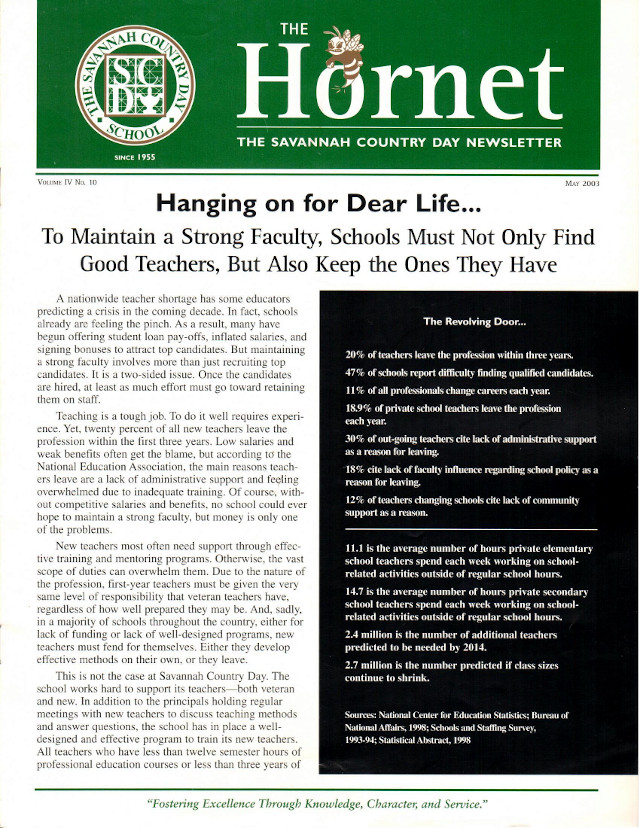 THE SAVANNAH COUNTRY DAY
SCHOOL
SC
D
SINCE 1955
THE
Hornet
THE SAVANNAH COUNTRY DAY NEWSLETTER
VOLUME IV NO. 10
MAY 2003
Hanging on for Dear Life...
To Maintain a Strong Faculty, Schools Must Not Only Find
Good Teachers, But Also Keep the Ones They Have
A nationwide teacher shortage has some educators
predicting a crisis in the coming decade. In fact, schools
already are feeling the pinch. As a result, many have
begun offering student loan pay-offs, inflated salaries, and
signing bonuses to attract top candidates. But maintaining
a strong faculty involves more than just recruiting top
candidates. It is a two-sided issue. Once the candidates
are hired, at least as much effort must go toward retaining
them on staff.
Teaching is a tough job. To do it well requires experi-
ence. Yet, twenty percent of all new teachers leave the
profession within the first three years. Low salaries and
weak benefits often get the blame, but according to the
National Education Association, the main reasons teach-
ers leave are a lack of administrative support and feeling
overwhelmed due to inadequate training. Of course, with-
out competitive salaries and benefits, no school could ever
hope to maintain a strong faculty, but money is only one
of the problems.
New teachers most often need support through effec-
tive training and mentoring programs. Otherwise, the vast
scope of duties can overwhelm them. Due to the nature of
the profession, first-year teachers must be given the very
same level of responsibility that veteran teachers have,
regardless of how well prepared they may be. And, sadly,
in a majority of schools throughout the country, either for
lack of funding or lack of well-designed programs, new
teachers must fend for themselves. Either they develop
effective methods on their own, or they leave.
This is not the case at Savannah Country Day. The
school works hard to support its teachers—both veteran
and new. In addition to the principals holding regular
meetings with new teachers to discuss teaching methods
and answer questions, the school has in place a well-
designed and effective program to train its new teachers.
All teachers who have less than twelve semester hours of
professional education courses or less than three years of
The Revolving Door...
20% of teachers leave the profession within three years.
47% of schools report difficulty finding qualified candidates.
11% of all professionals change careers each year.
18.9% of private school teachers leave the profession
each year.
30% of out-going teachers cite lack of administrative support
as a reason for leaving.
18% cite lack of faculty influence regarding school policy as a
reason for leaving.
12% of teachers changing schools cite lack of community
support as a reason.
11.1 is the average number of hours private elementary
school teachers spend each week working on school-
related activities outside of regular school hours.
14.7 is the average number of hours private secondary
school teachers spend each week working on school-
related activities outside of regular school hours.
2.4 million is the number of additional teachers
predicted to be needed by 2014.
2.7 million is the number predicted if class sizes
continue to shrink.
Sources: National Center for Education Statistics; Bureau of
National Affairs, 1998; Schools and Staffing Survey,
1993-94; Statistical Abstract, 1998
"Fostering Excellence Through Knowledge, Character, and Service."